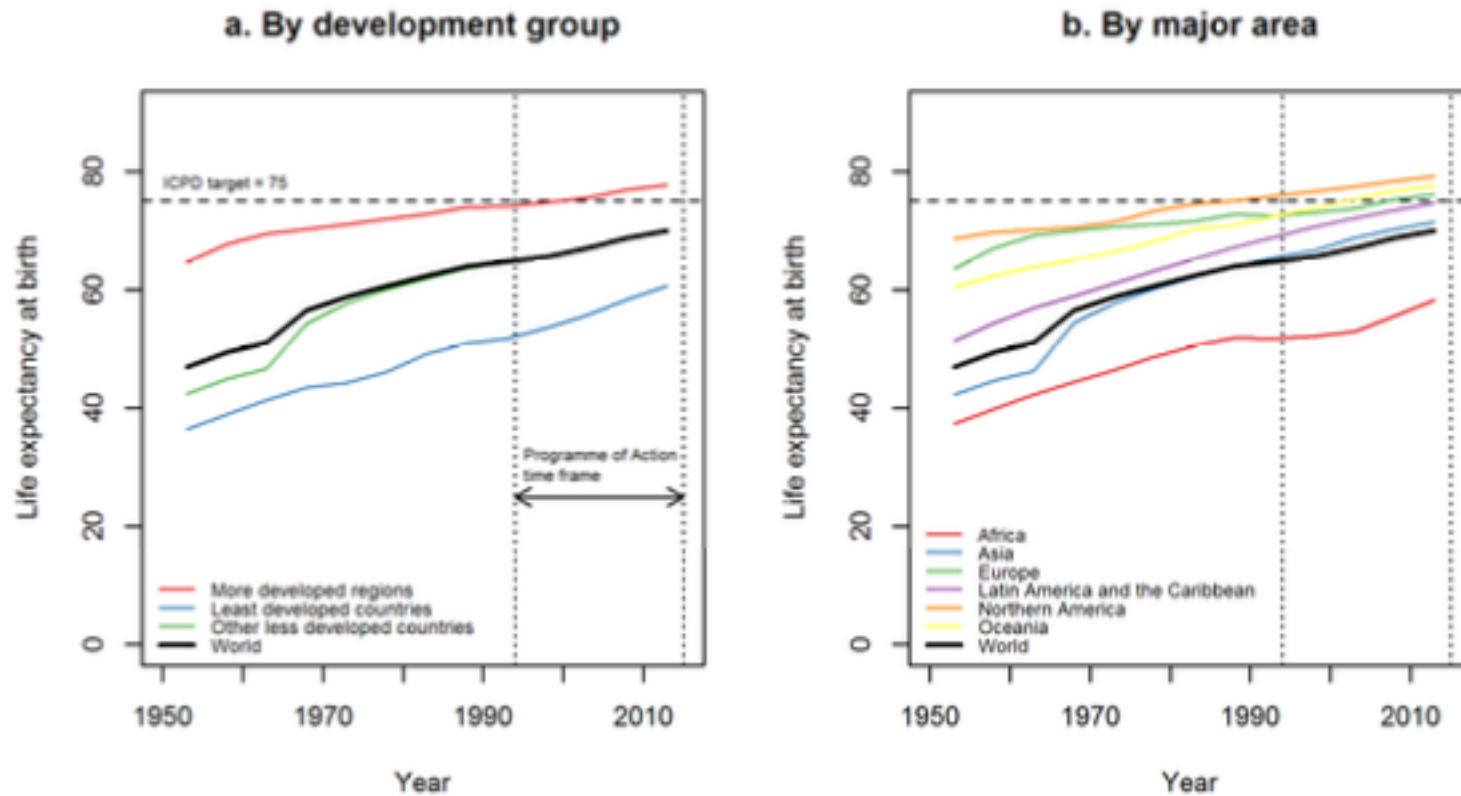 a. By development group
ICPD target = 75
Programme of Action
time frame
More developed regions
Least developed countries
Other less developed countries
World
0
20
40
60
80
Life expectancy at birth
1950
1970
1990
2010
Year
b. By major area
Africa
Asia
Europe
Latin America and the Caribbean
Northern America
Oceania
World
0
20
40
60
80
Life expectancy at birth
1950
1970
1990
2010
Year